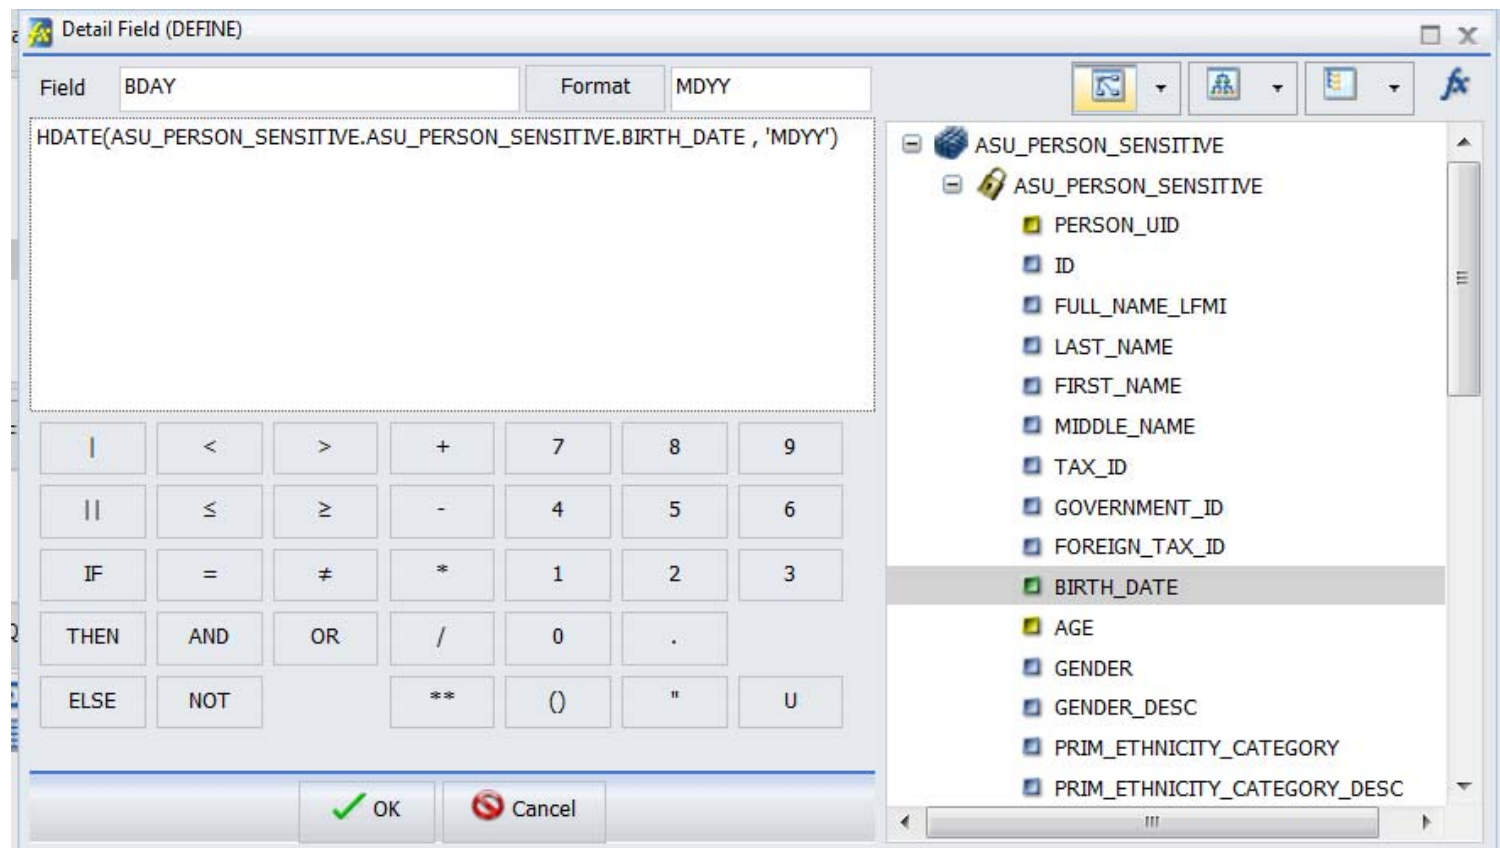 Detail Field (DEFINE)
Field BDAY Format MDYY
HDATE(ASU_PERSON_SENSITIVE.ASU_PERSON_SENSITIVE.BIRTH_DATE , 'MDYY')
| < > + 7 8 9
|| ≤ ≥ - 4 5 6
IF = ≠ * 1 2 3
THEN AND OR / 0 .
ELSE NOT ** () " U
OK Cancel
fx
ASU_PERSON_SENSITIVE
ASU_PERSON_SENSITIVE
PERSON_UID
ID
FULL_NAME_LFMI
LAST_NAME
FIRST_NAME
MIDDLE_NAME
TAX_ID
GOVERNMENT_ID
FOREIGN_TAX_ID
BIRTH_DATE
AGE
GENDER
GENDER_DESC
PRIM_ETHNICITY_CATEGORY
PRIM_ETHNICITY_CATEGORY_DESC